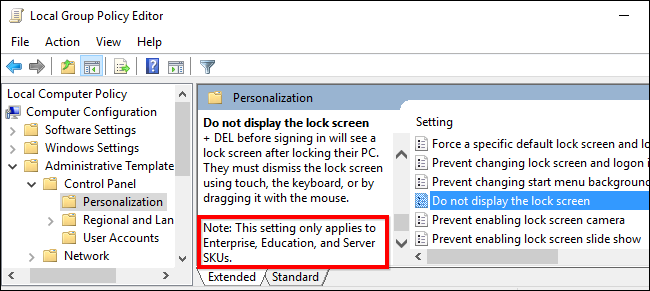 Local Group Policy Editor
File Action View Help
Local Computer Policy
Computer Configuration
Software Settings
Windows Settings
Administrative Template
Control Panel
Personalization
Regional and Lan
User Accounts
Network
Personalization
Do not display the lock screen
+ DEL before signing in will see a
lock screen after locking their PC.
They must dismiss the lock screen
using touch, the keyboard, or by
dragging it with the mouse.
Note: This setting only applies to
Enterprise, Education, and Server
SKUs.
Setting
Force a specific default lock screen and lo
Prevent changing lock screen and logon i
Prevent changing start menu background
Do not display the lock screen
Prevent enabling lock screen camera
Prevent enabling lock screen slide show
Extended Standard